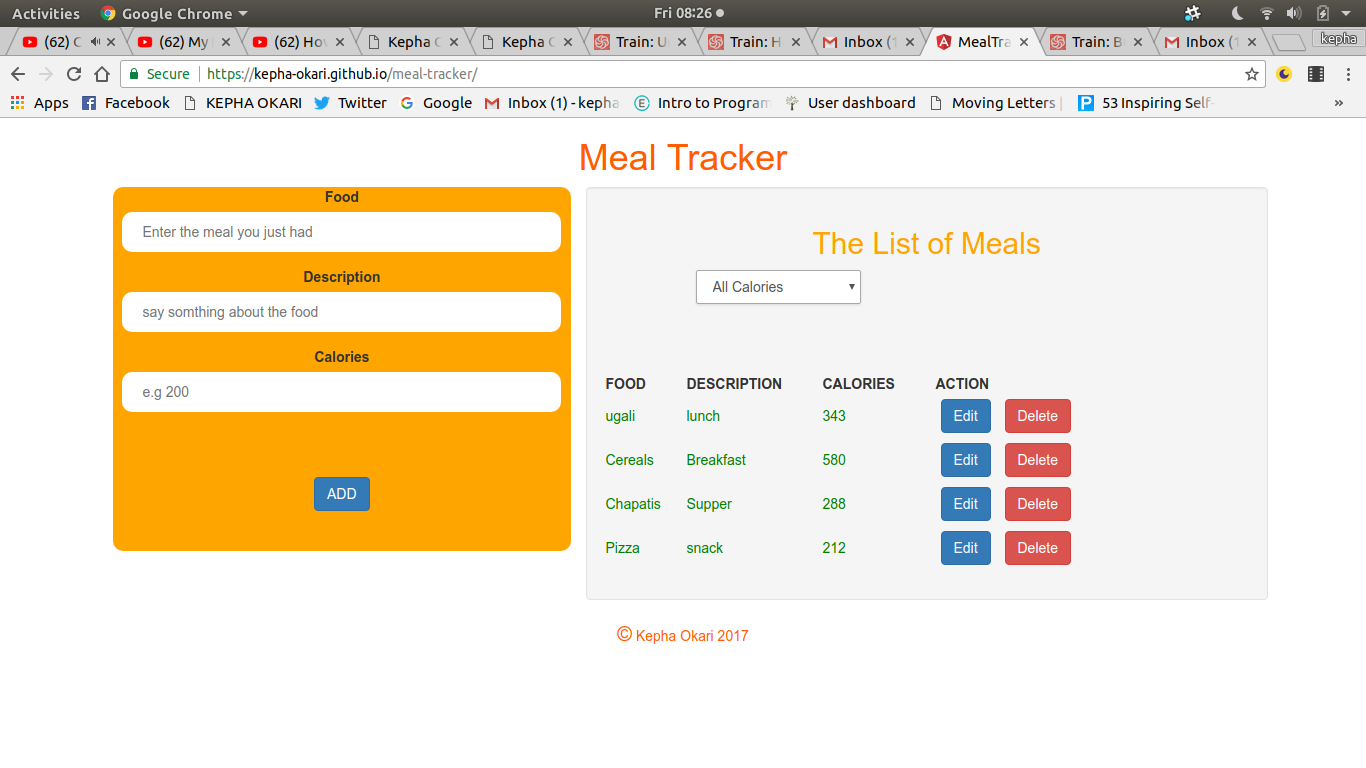 Activities Google Chrome Fri 08:26
(62) C (62) My (62) Ho Kepha Kepha Train: U Train: H Inbox (1 MealTra Train: B Inbox (1 kepha
Secure https://kepha-okari.github.io/meal-tracker/
Apps Facebook KEPHA OKARI Twitter Google Inbox (1) - kepha Intro to Program User dashboard Moving Letters | 53 Inspiring Self- »
Meal Tracker
Food
Enter the meal you just had
Description
say somthing about the food
Calories
e.g 200
ADD
The List of Meals
All Calories
FOOD DESCRIPTION CALORIES ACTION
ugali lunch 343 Edit Delete
Cereals Breakfast 580 Edit Delete
Chapatis Supper 288 Edit Delete
Pizza snack 212 Edit Delete
© Kepha Okari 2017